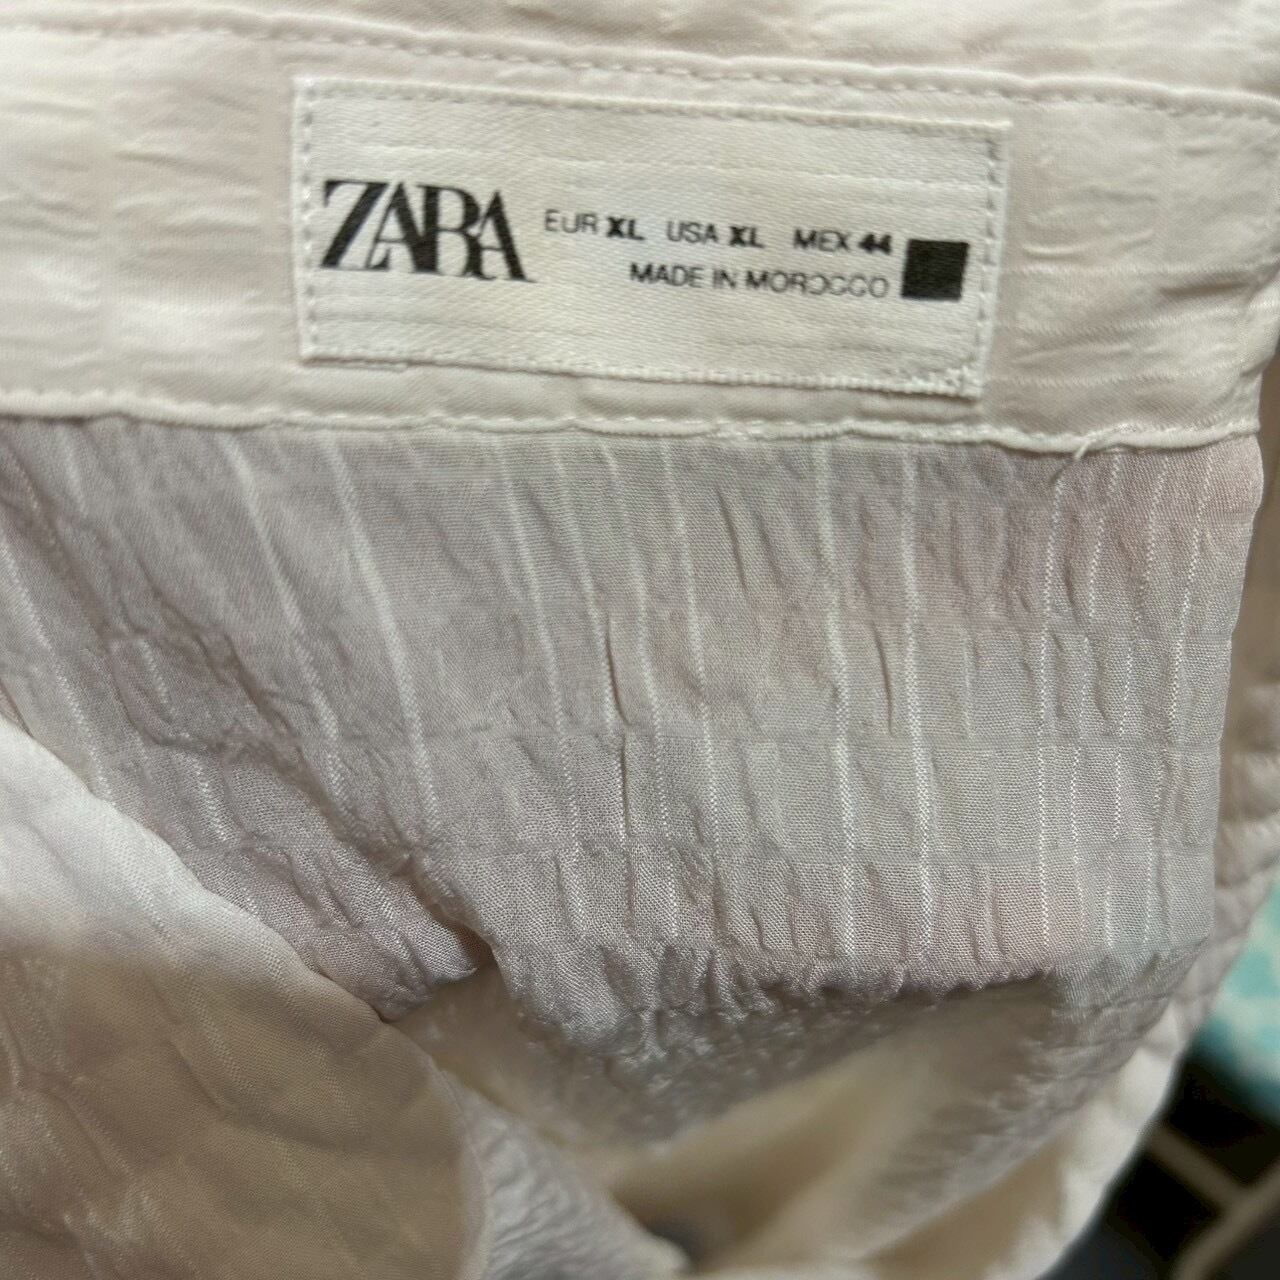 ZARA EUR XL USA XL MEX 44
MADE IN MOROCCO